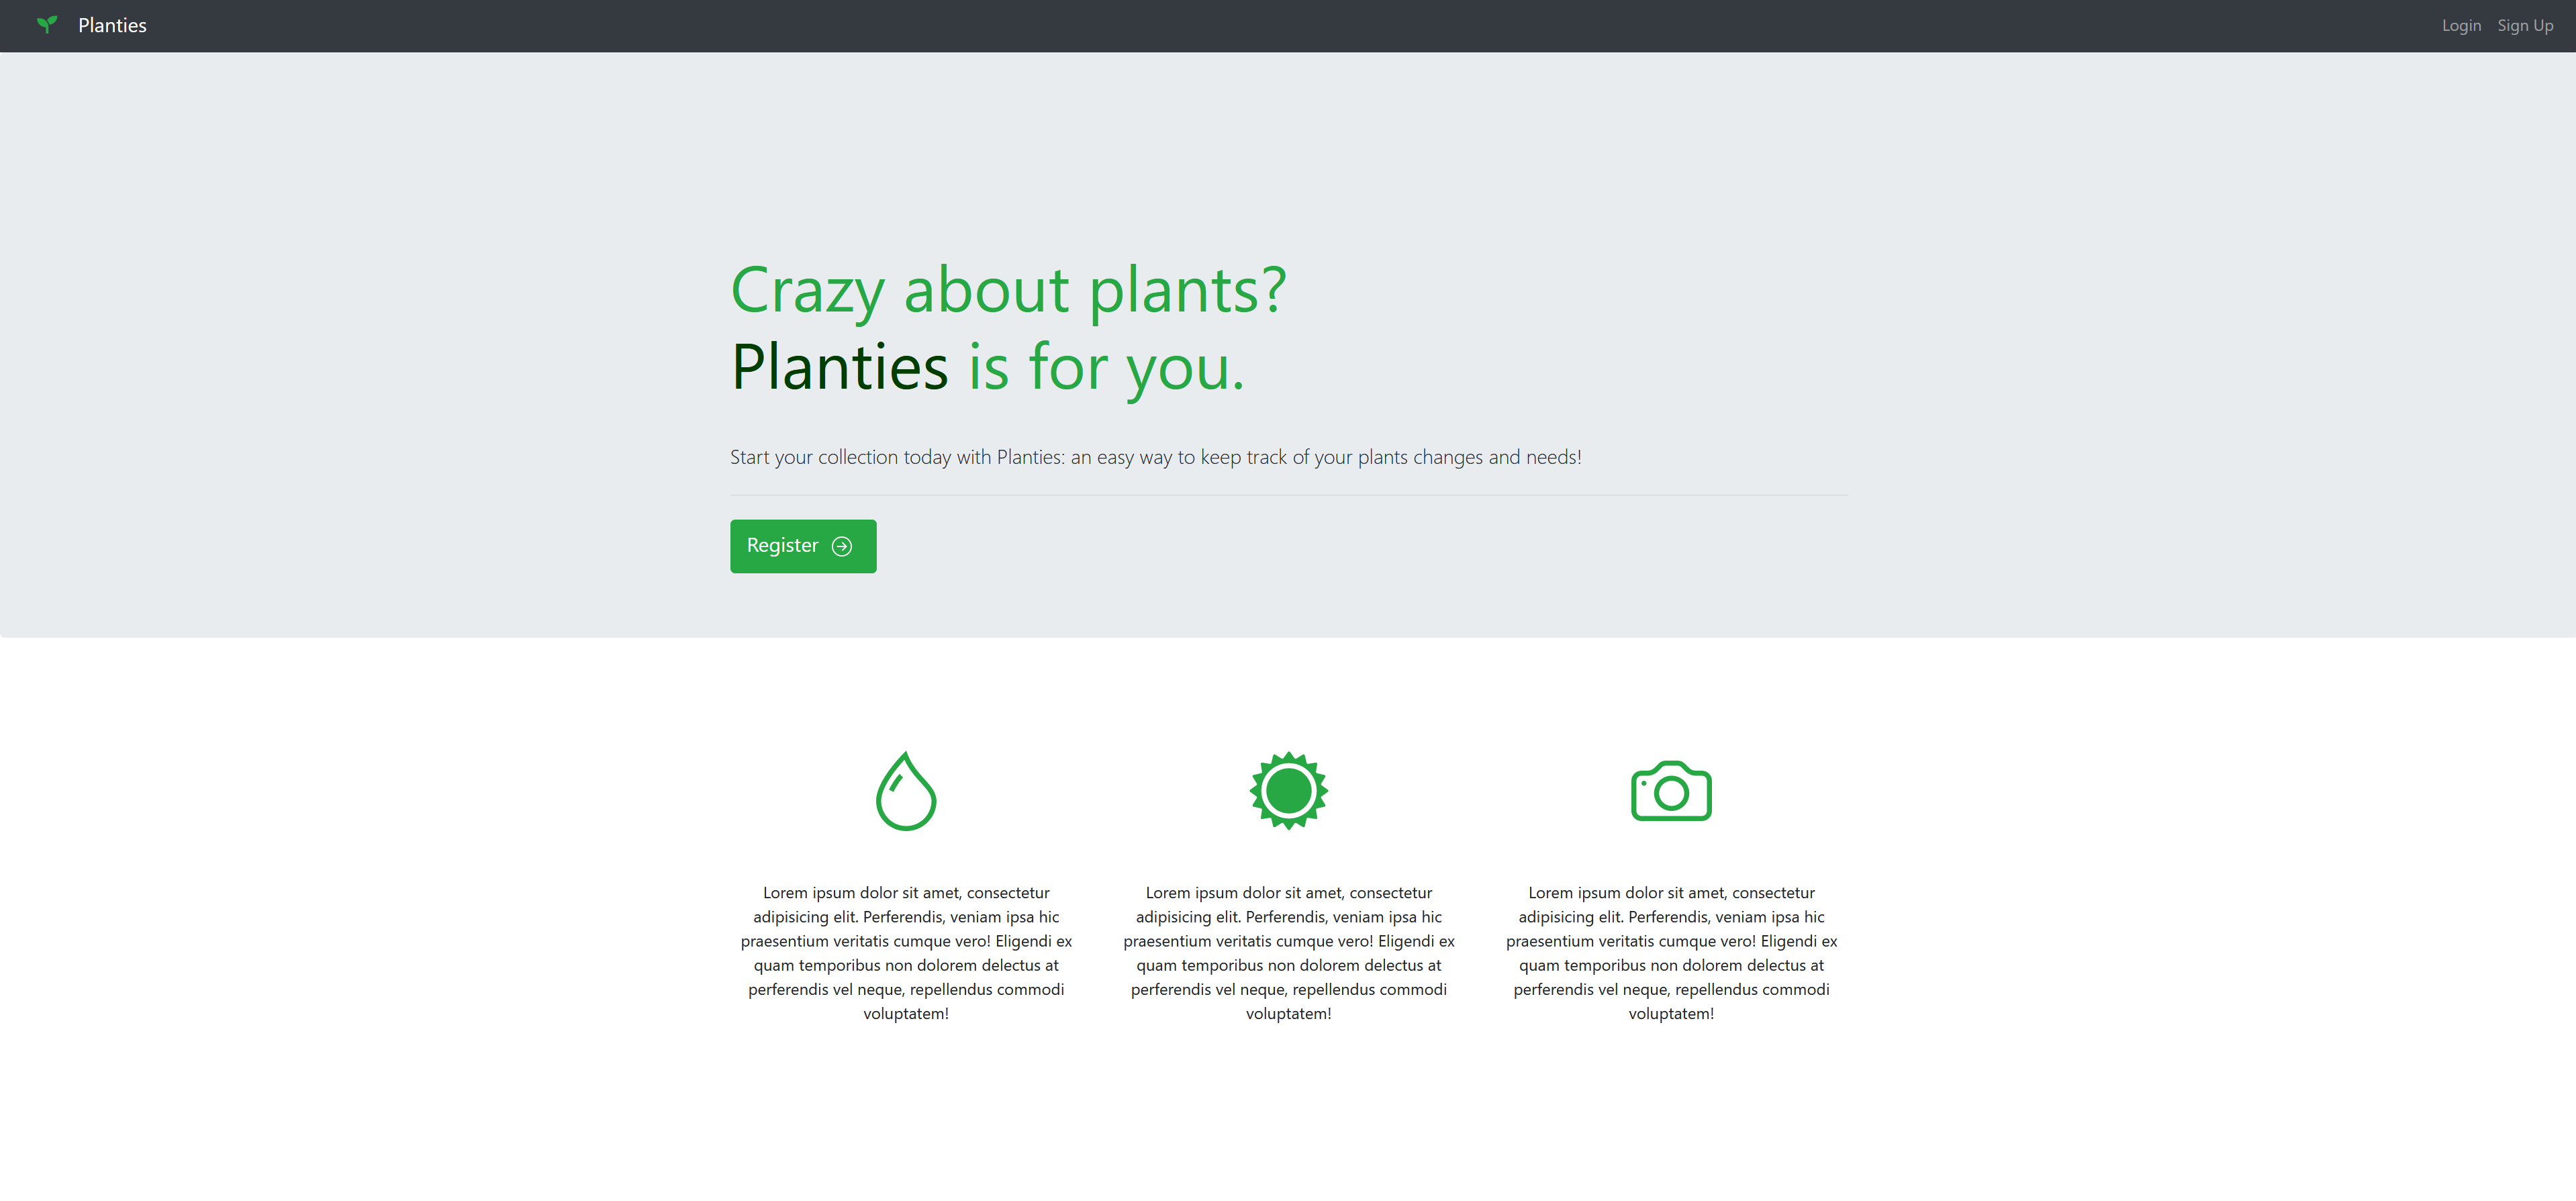 Planties
Login Sign Up
Crazy about plants?
Planties is for you.
Start your collection today with Planties: an easy way to keep track of your plants changes and needs!
Register
Lorem ipsum dolor sit amet, consectetur
adipisicing elit. Perferendis, veniam ipsa hic
praesentium veritatis cumque vero! Eligendi ex
quam temporibus non dolorem delectus at
perferendis vel neque, repellendus commodi
voluptatem!
Lorem ipsum dolor sit amet, consectetur
adipisicing elit. Perferendis, veniam ipsa hic
praesentium veritatis cumque vero! Eligendi ex
quam temporibus non dolorem delectus at
perferendis vel neque, repellendus commodi
voluptatem!
Lorem ipsum dolor sit amet, consectetur
adipisicing elit. Perferendis, veniam ipsa hic
praesentium veritatis cumque vero! Eligendi ex
quam temporibus non dolorem delectus at
perferendis vel neque, repellendus commodi
voluptatem!